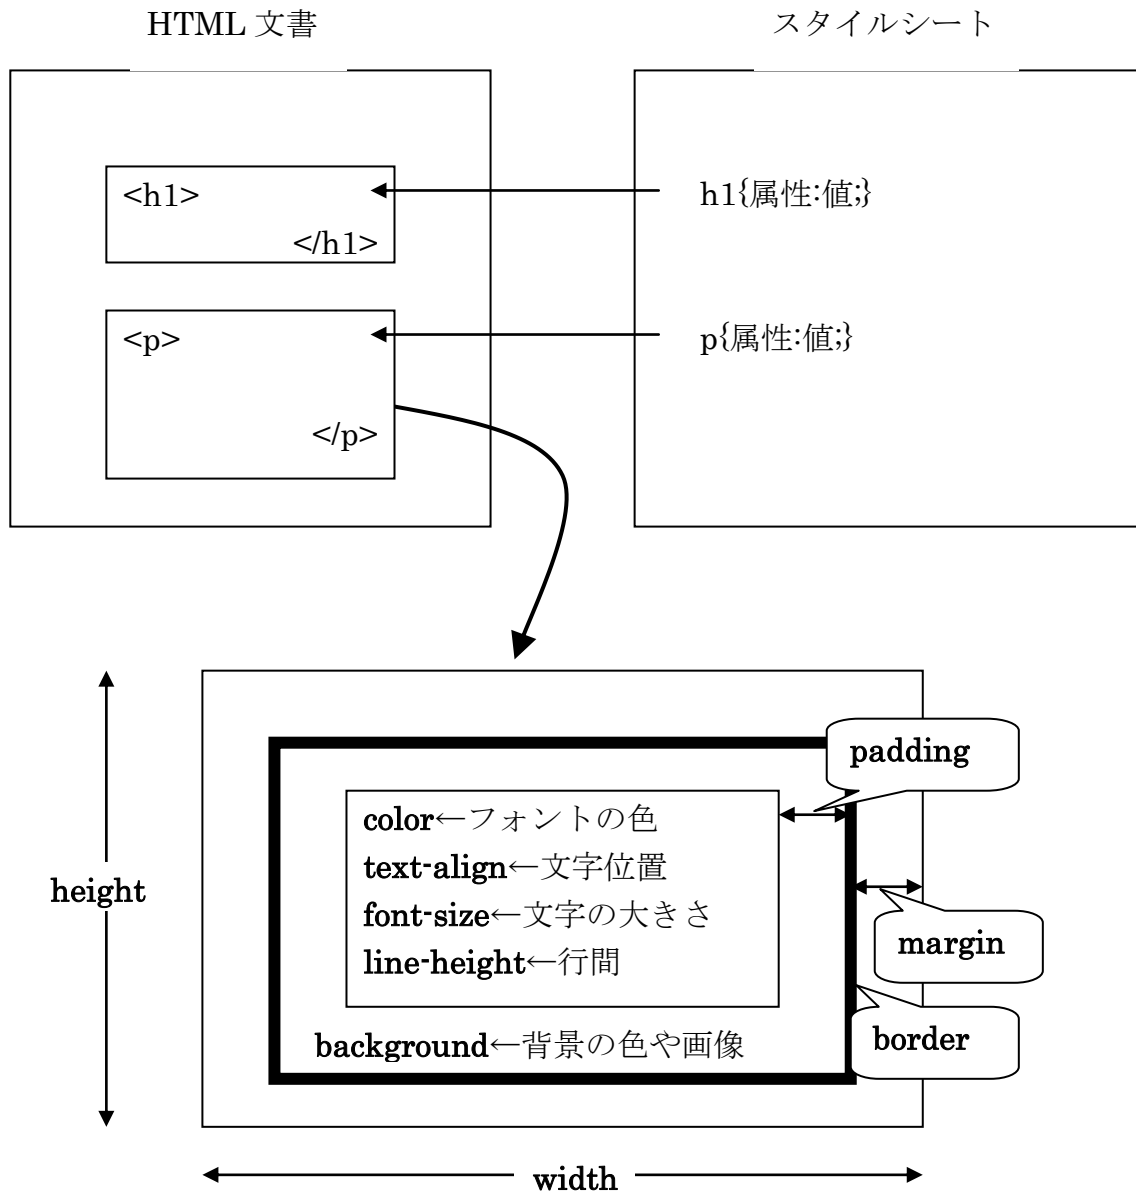 HTML 文書
スタイルシート
<h1>
</h1>
h1{属性:値;}
<p>
</p>
p{属性:値;}
padding
color←フォントの色
text-align←文字位置
font-size←文字の大きさ
line-height←行間
height
margin
border
background←背景の色や画像
width